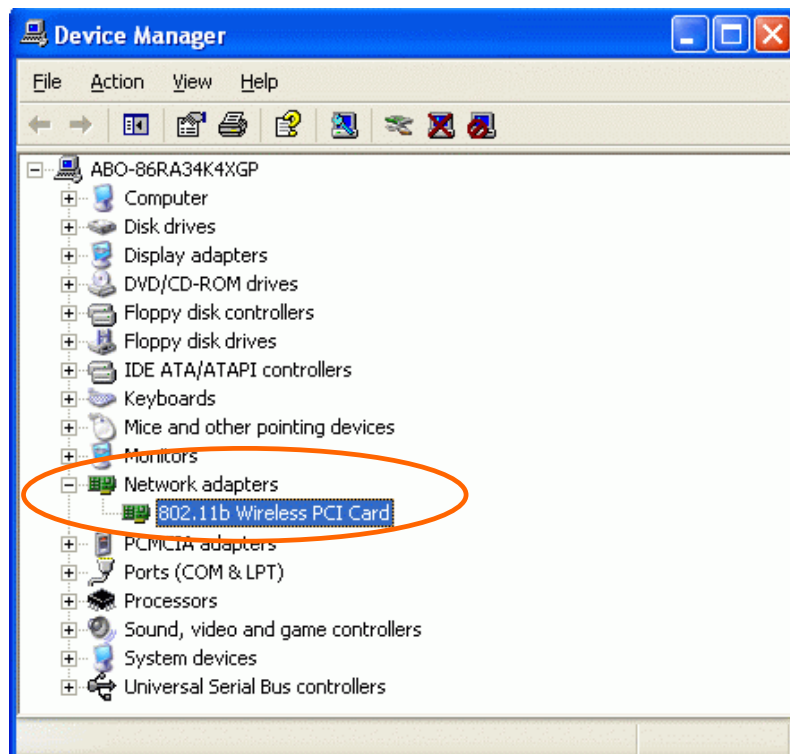 Device Manager
File Action View Help
ABO-86RA34K4XGP
Computer
Disk drives
Display adapters
DVD/CD-ROM drives
Floppy disk controllers
Floppy disk drives
IDE ATA/ATAPI controllers
Keyboards
Mice and other pointing devices
Monitors
Network adapters
802.11b Wireless PCI Card
PCMCIA adapters
Ports (COM & LPT)
Processors
Sound, video and game controllers
System devices
Universal Serial Bus controllers